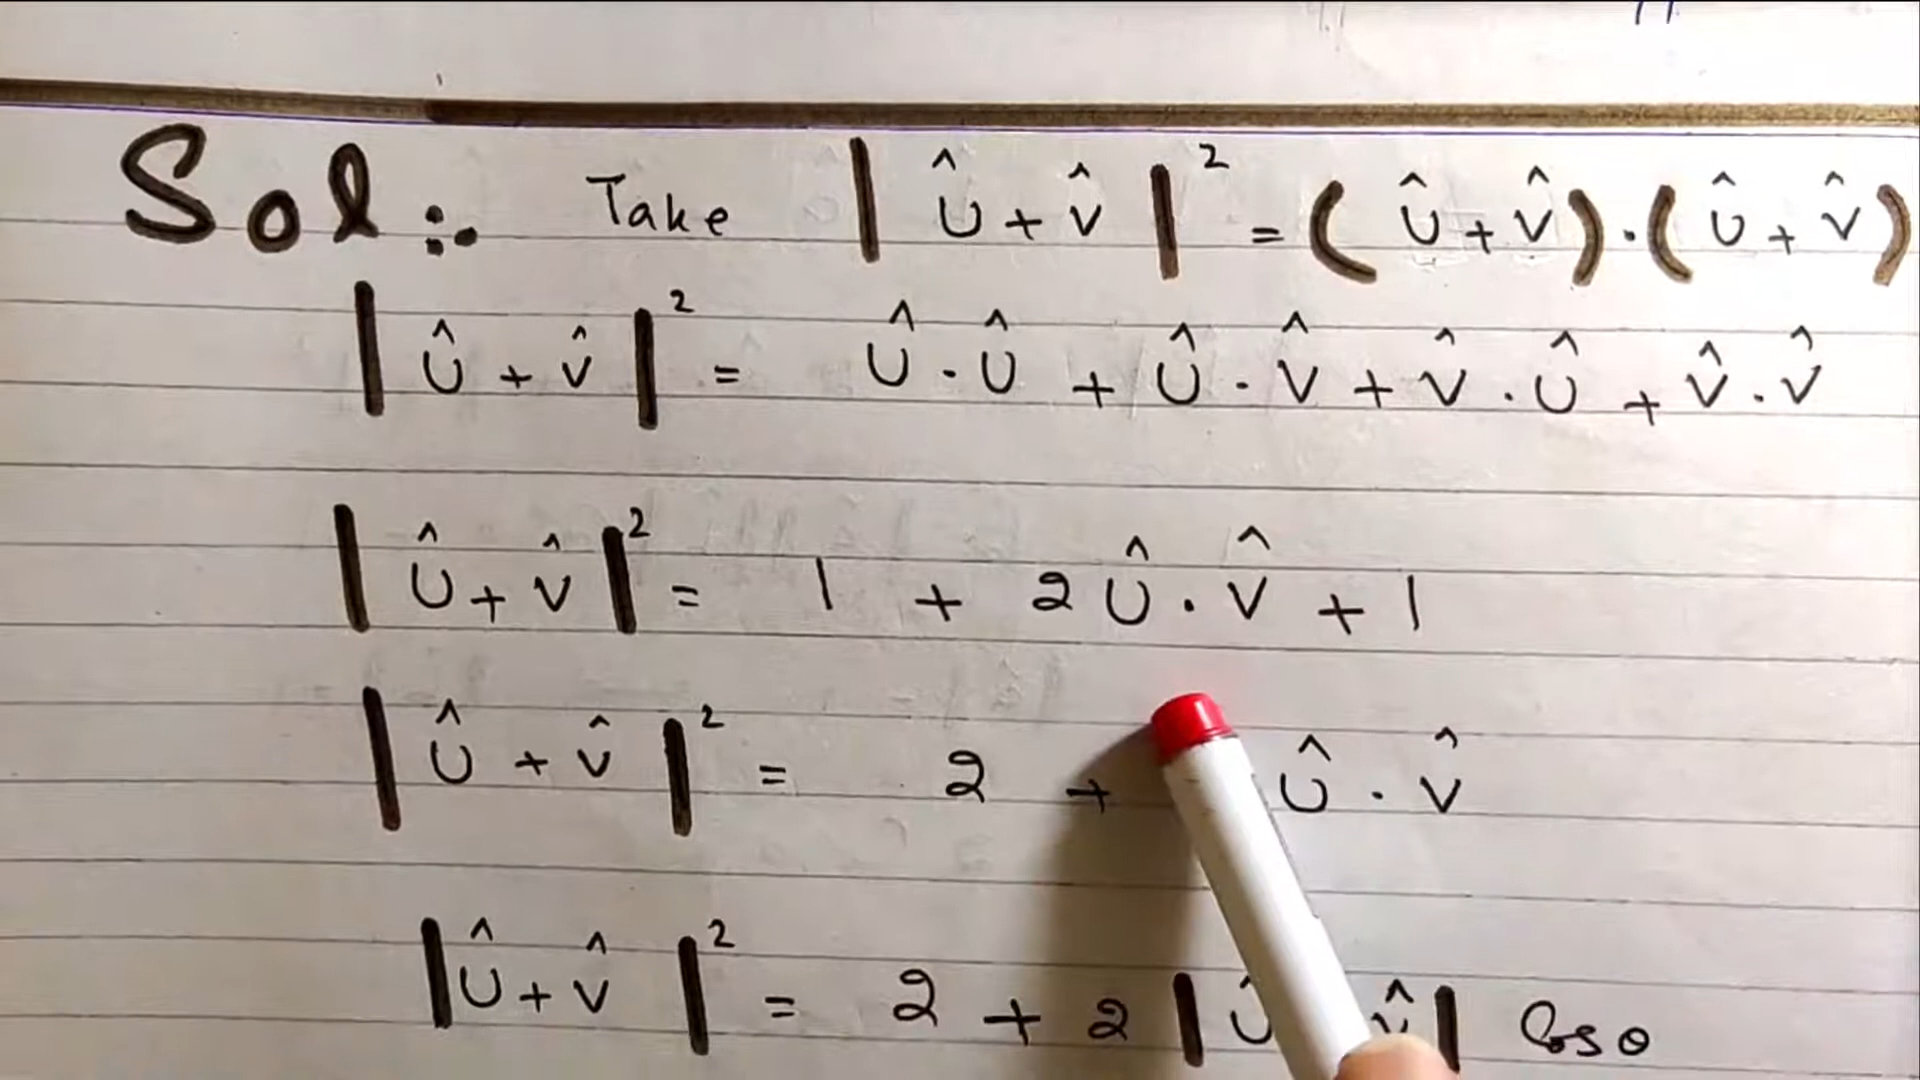 Sol:. Take | û + v̂ |² = ( û + v̂ ) . ( û + v̂ )
| û + v̂ |² = û . û + û . v̂ + v̂ . û + v̂ . v̂
| û + v̂ |² = 1 + 2 û . v̂ + 1
| û + v̂ |² = 2 + û . v̂
| û + v̂ |² = 2 + 2 | û v̂ | Cos θ